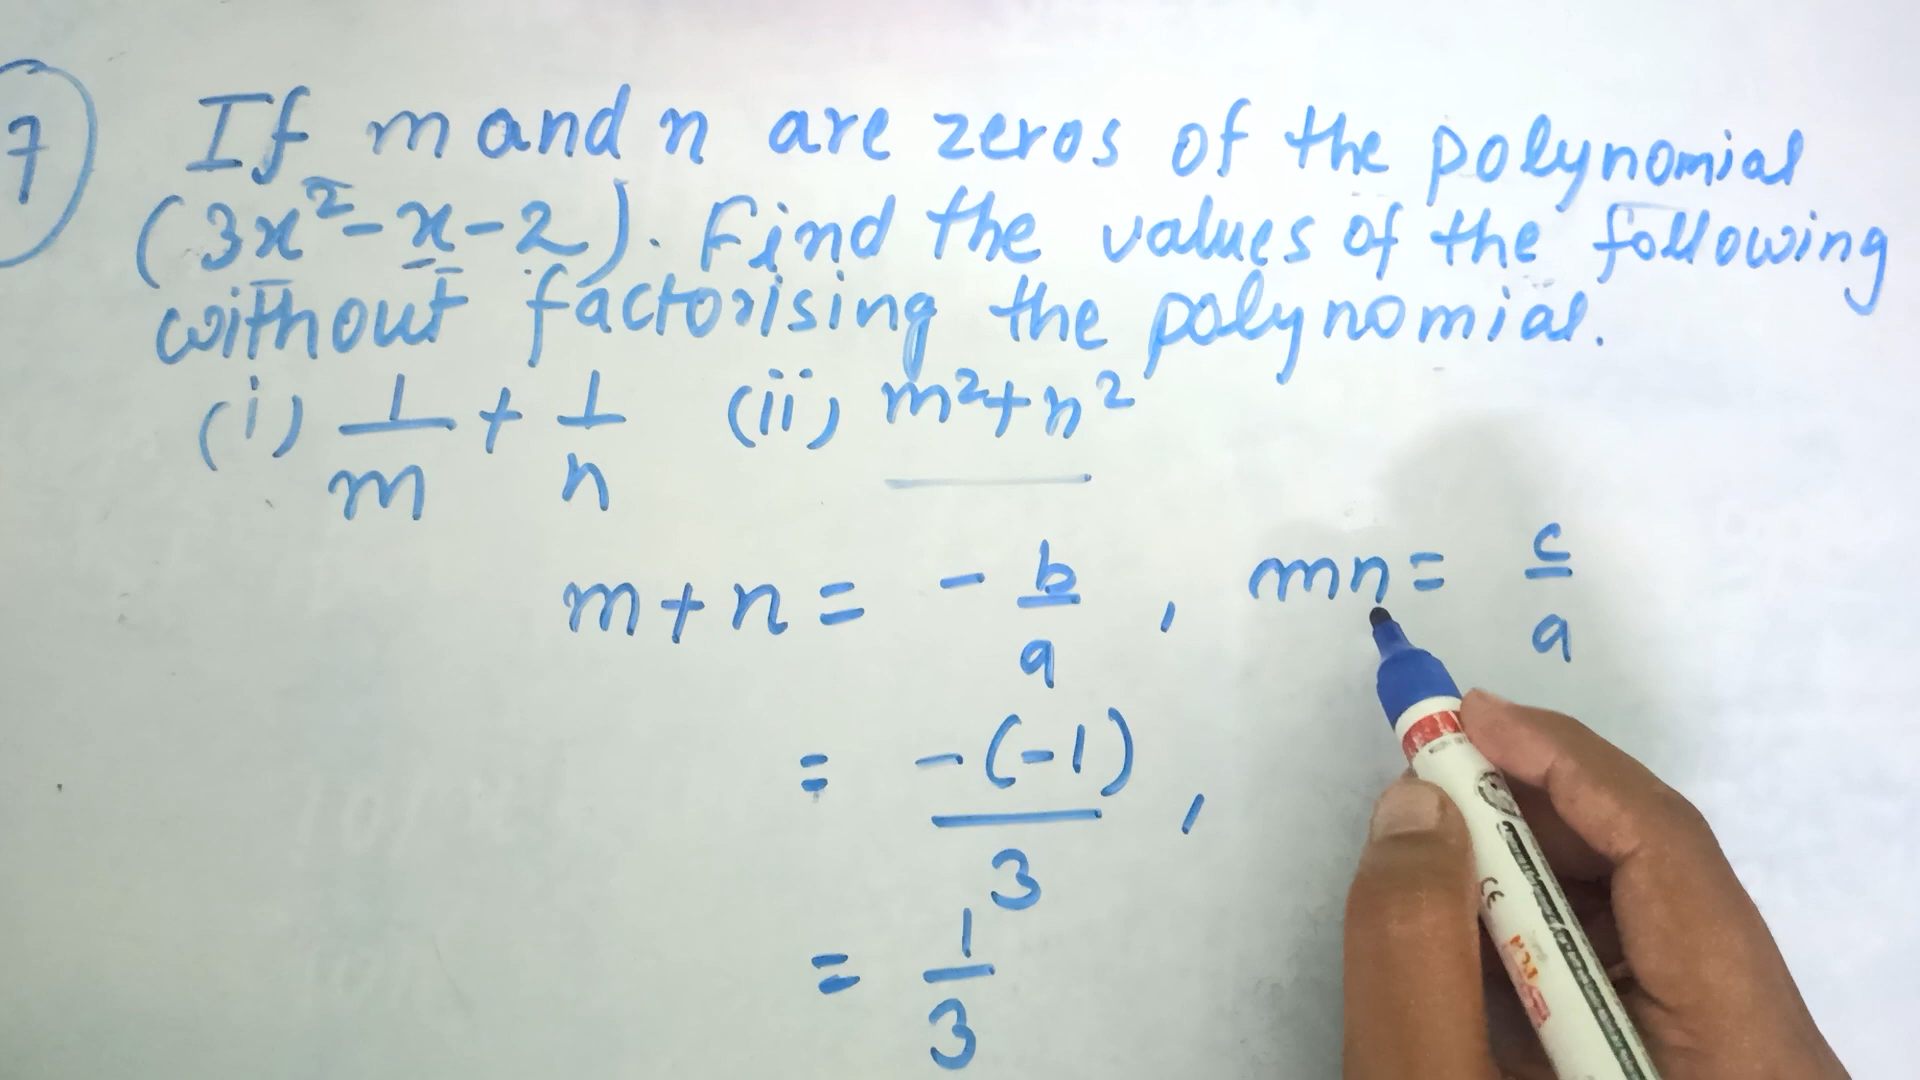 7
If m and n are zeros of the polynomial
(3x² - x - 2). Find the values of the following
without factorising the polynomial.
(i) 1/m + 1/n (ii) m² + n²
m + n = - b/a , mn = c/a
= -(-1)/3 ,
= 1/3
CE